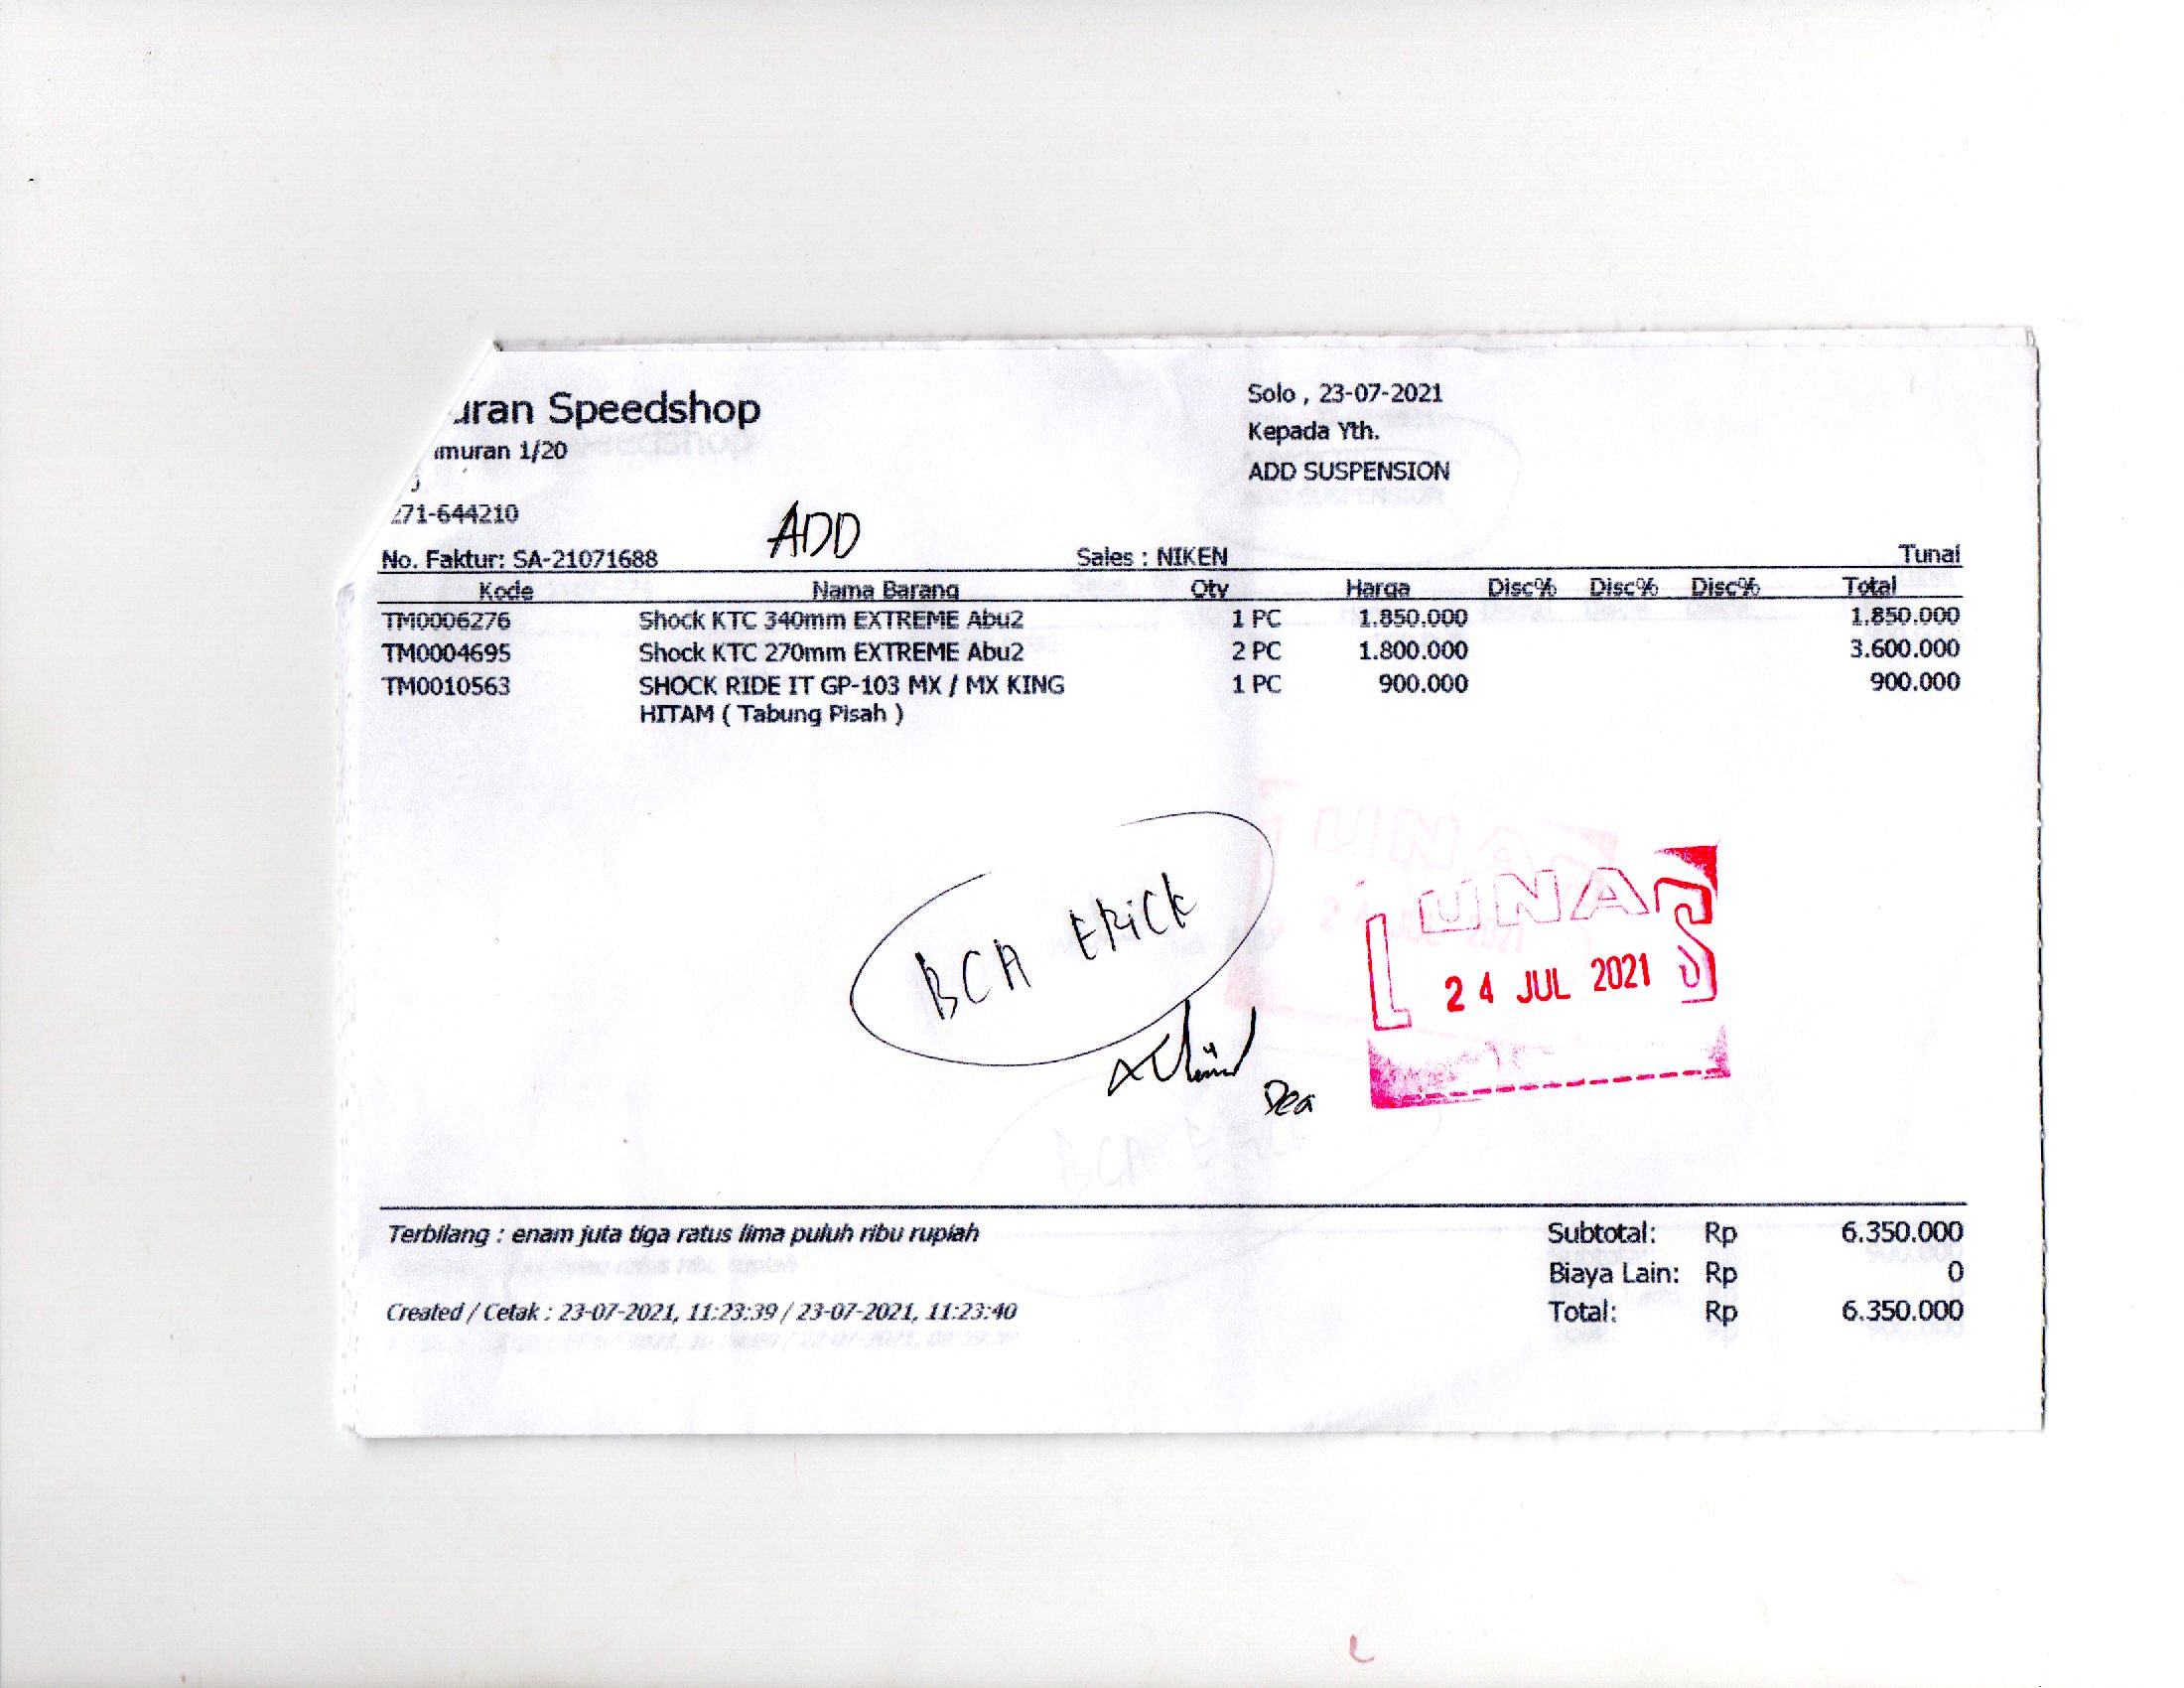 Speedshop
1/20
644210
ADD
Solo , 23-07-2021
Kepada Yth.
ADD SUSPENSION
No. Faktur: SA-21071688 Sales : NIKEN Tunai
Kode Nama Barang Qty Harga Disc% Disc% Disc% Total
TM0006276 Shock KTC 340mm EXTREME Abu2 1 PC 1.850.000 1.850.000
TM0004695 Shock KTC 270mm EXTREME Abu2 2 PC 1.800.000 3.600.000
TM0010563 SHOCK RIDE IT GP-103 MX / MX KING 1 PC 900.000 900.000
HITAM ( Tabung Pisah )
BCA ERICK
LUNAS
24 JUL 2021
Dea
Terbilang : enam juta tiga ratus lima puluh ribu rupiah
Created / Cetak : 23-07-2021, 11:23:39 / 23-07-2021, 11:23:40
Subtotal: Rp 6.350.000
Biaya Lain: Rp 0
Total: Rp 6.350.000